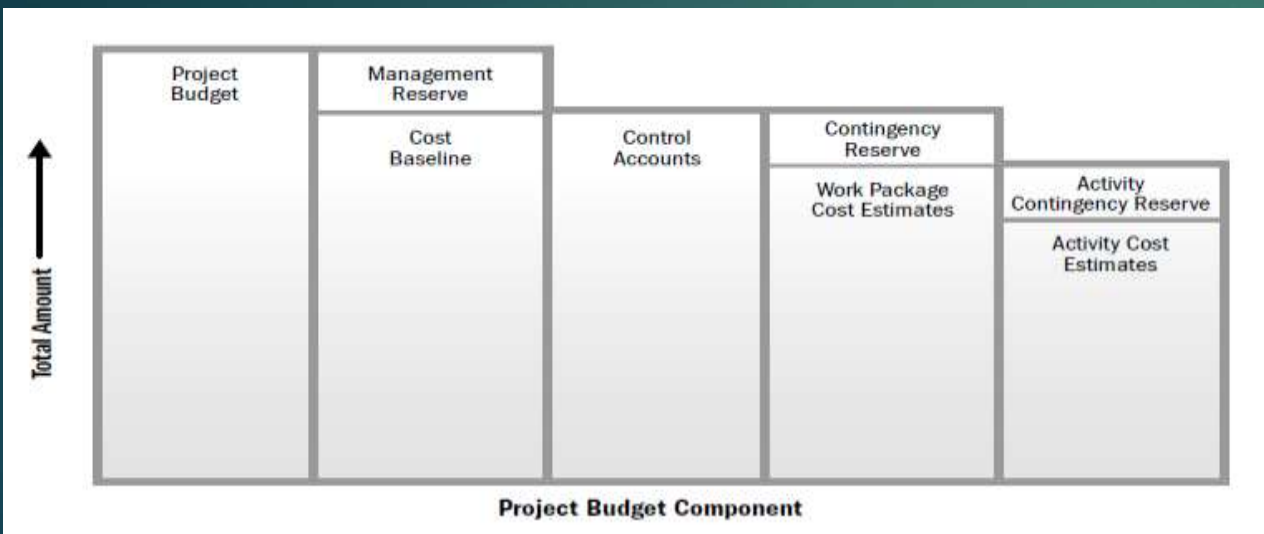 Project
Budget
Management
Reserve
Cost
Baseline
Control
Accounts
Contingency
Reserve
Work Package
Cost Estimates
Activity
Contingency Reserve
Activity Cost
Estimates
Total Amount
Project Budget Component